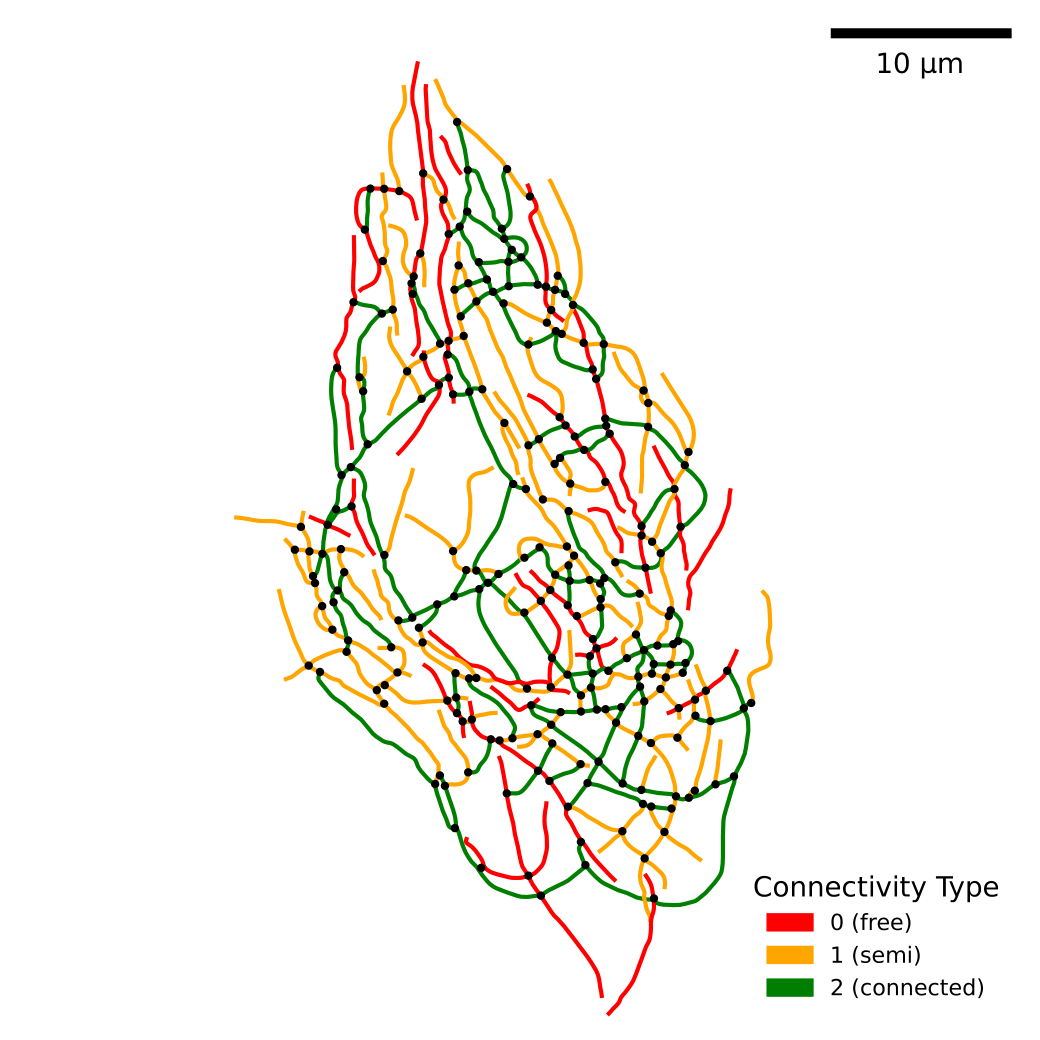 10 µm
Connectivity Type
0 (free)
1 (semi)
2 (connected)